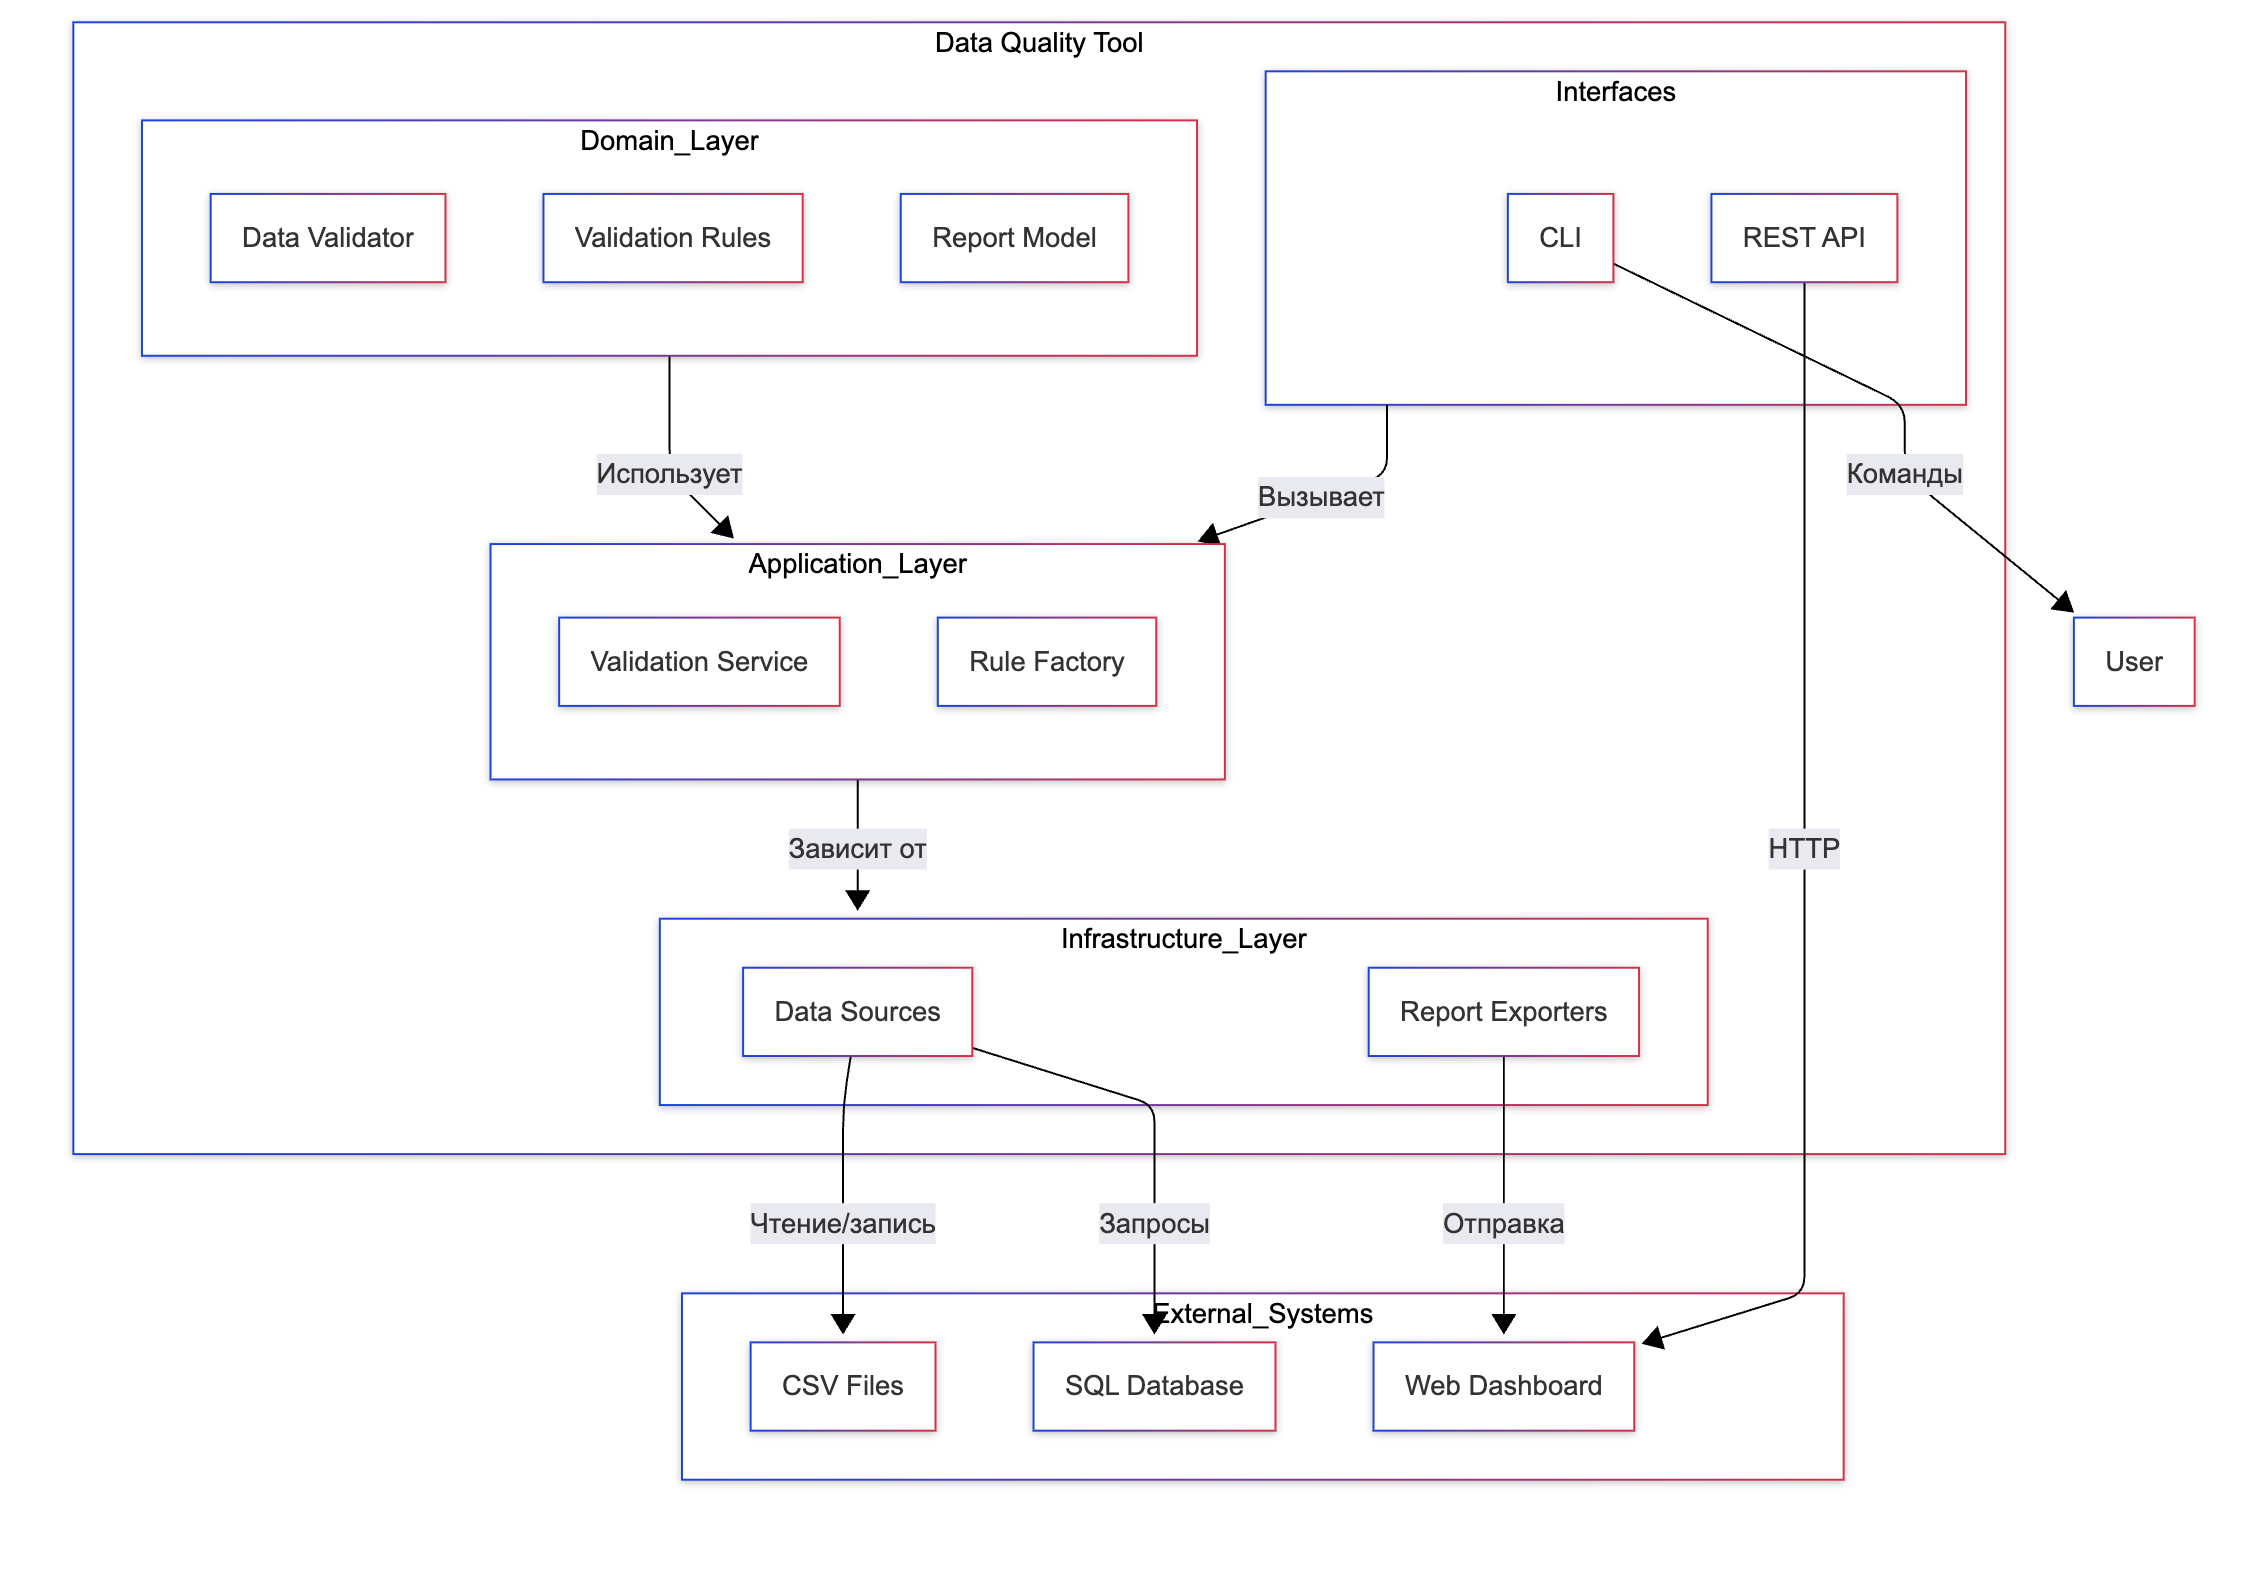 Data Quality Tool
Interfaces
Domain_Layer
Data Validator
Validation Rules
Report Model
CLI
REST API
Использует
Вызывает
Команды
Application_Layer
Validation Service
Rule Factory
User
Зависит от
HTTP
Infrastructure_Layer
Data Sources
Report Exporters
Чтение/запись
Запросы
Отправка
External_Systems
CSV Files
SQL Database
Web Dashboard